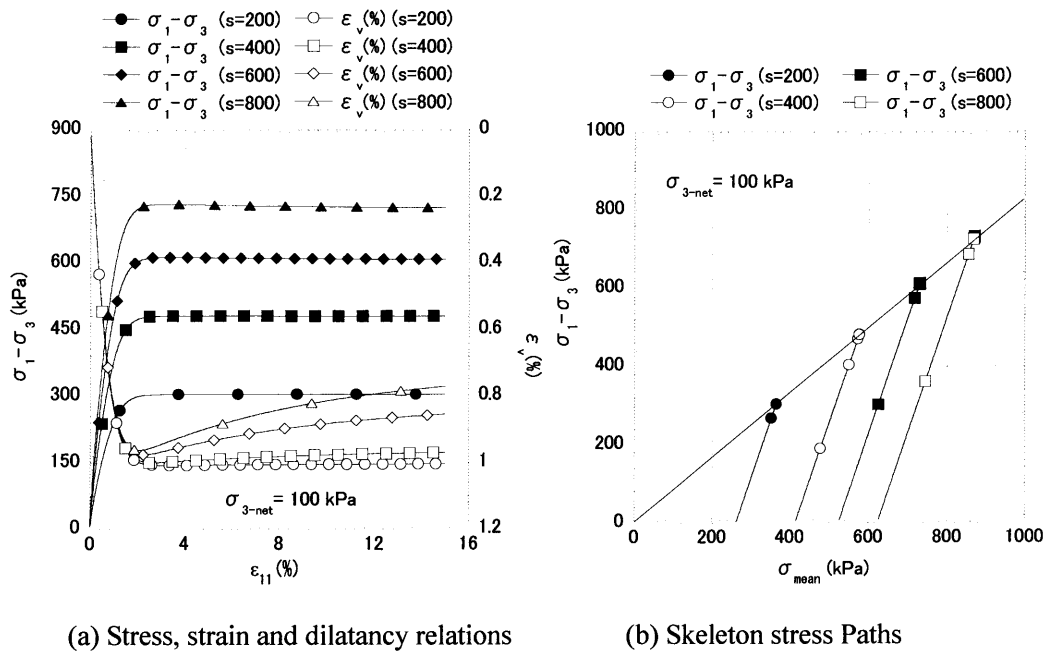 σ1−σ3 (s=200)
σ1−σ3 (s=400)
σ1−σ3 (s=600)
σ1−σ3 (s=800)
εv(%) (s=200)
εv(%) (s=400)
εv(%) (s=600)
εv(%) (s=800)
900
750
600
450
300
150
0
σ1−σ3 (kPa)
0
0.2
0.4
0.6
0.8
1
1.2
εv(%)
σ3-net= 100 kPa
0
4
8
12
16
ε11(%)
(a) Stress, strain and dilatancy relations
σ1−σ3 (s=200)
σ1−σ3 (s=400)
σ1−σ3 (s=600)
σ1−σ3 (s=800)
1000
800
600
400
200
0
σ1−σ3 (kPa)
σ3-net= 100 kPa
0
200
400
600
800
1000
σmean (kPa)
(b) Skeleton stress Paths